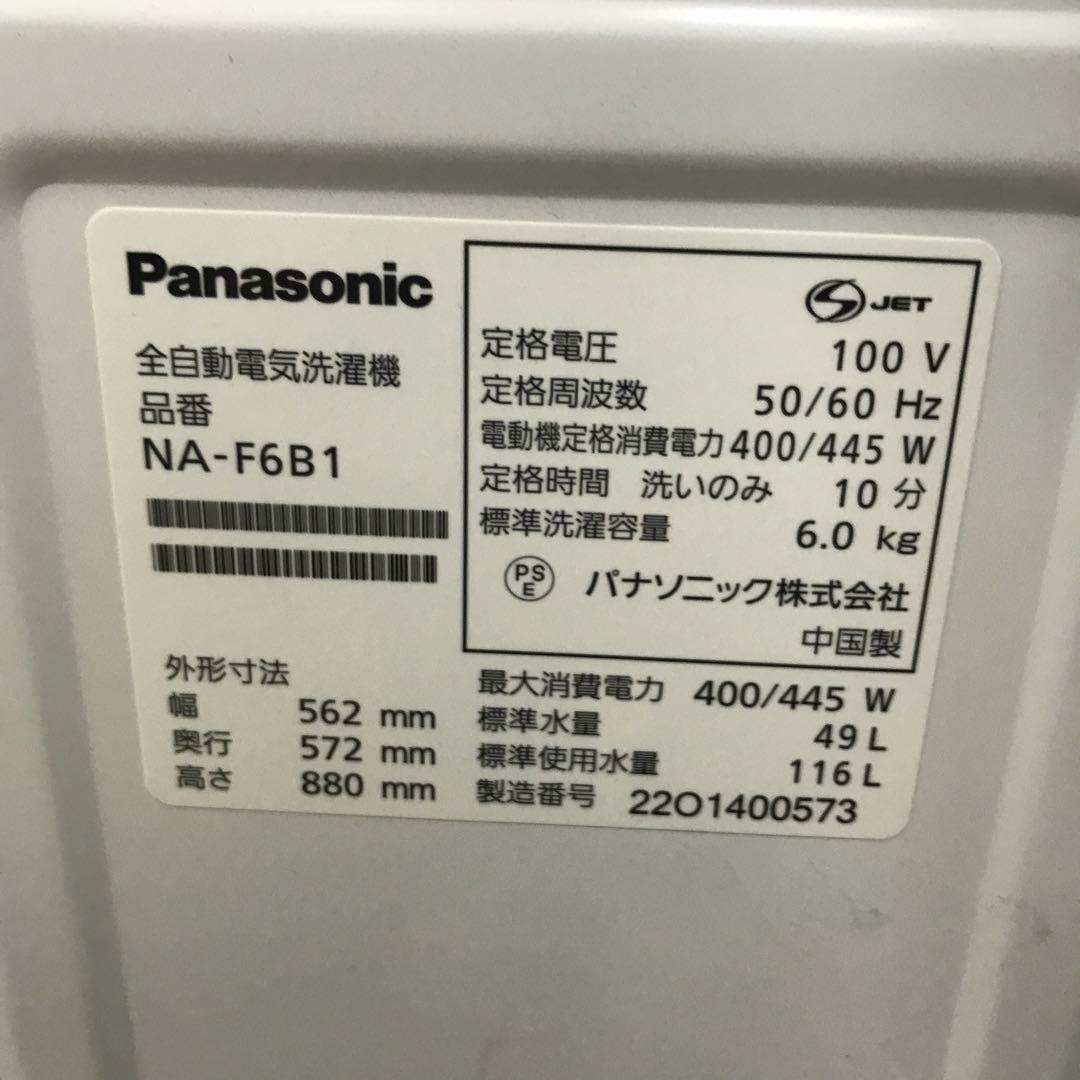 Panasonic
全自動電気洗濯機
品番
NA-F6B1
外形寸法
幅 562 mm
奥行 572 mm
高さ 880 mm
JET
定格電圧 100 V
定格周波数 50/60 Hz
電動機定格消費電力 400/445 W
定格時間 洗いのみ 10 分
標準洗濯容量 6.0 kg
PS
E
パナソニック株式会社
中国製
最大消費電力 400/445 W
標準水量 49 L
標準使用水量 116 L
製造番号 22O1400573